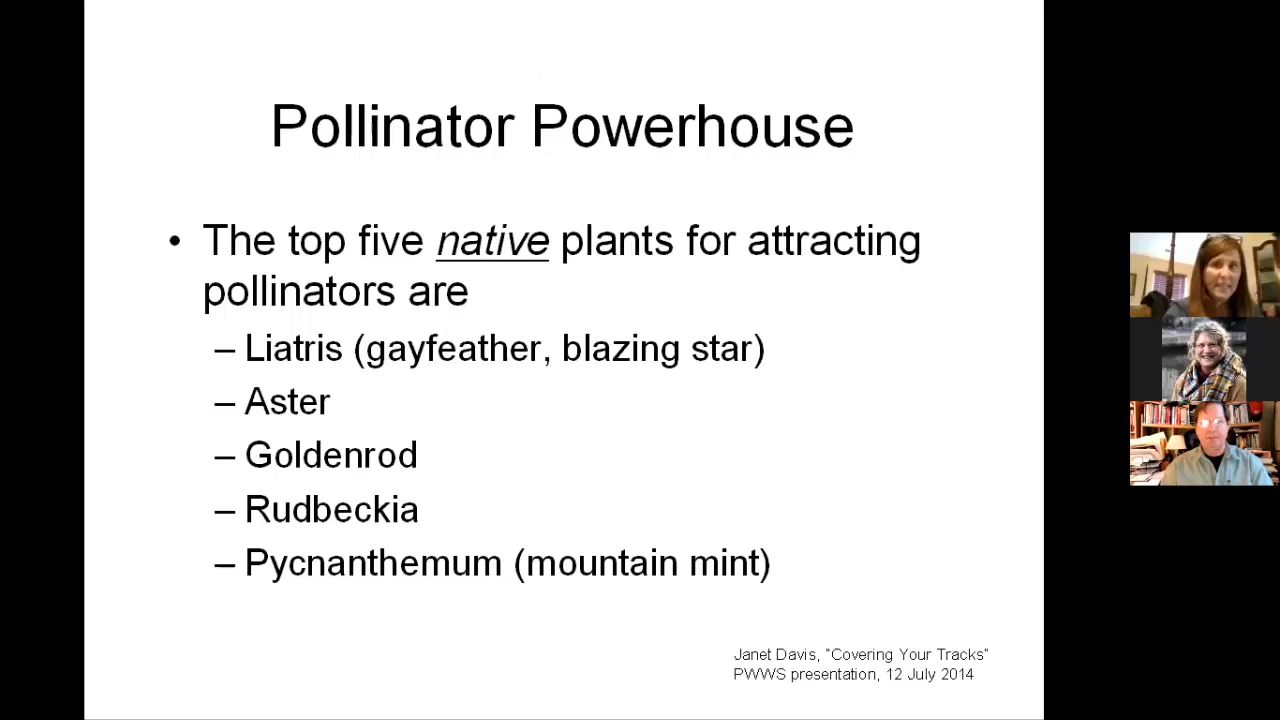 Pollinator Powerhouse
• The top five native plants for attracting
pollinators are
– Liatris (gayfeather, blazing star)
– Aster
– Goldenrod
– Rudbeckia
– Pycnanthemum (mountain mint)
Janet Davis, "Covering Your Tracks"
PWWS presentation, 12 July 2014